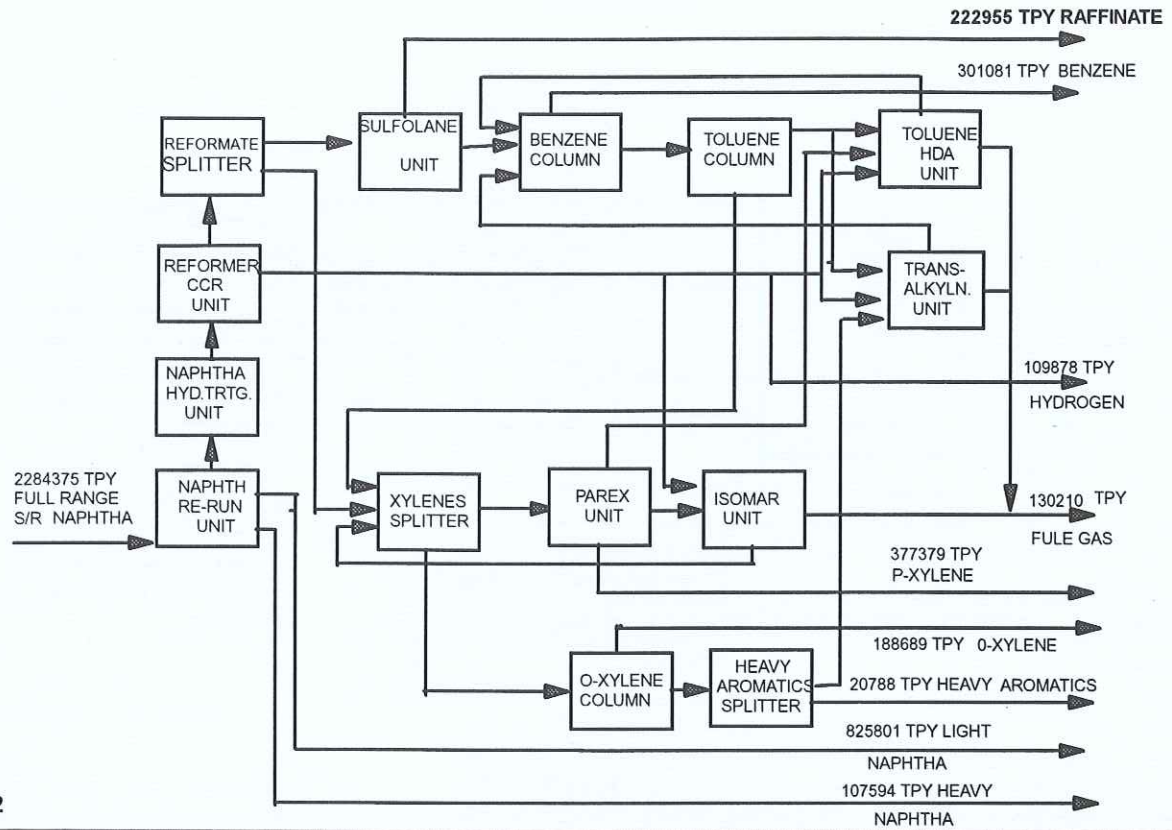 222955 TPY RAFFINATE
301081 TPY BENZENE
REFORMATE
SPLITTER
SULFOLANE
UNIT
BENZENE
COLUMN
TOLUENE
COLUMN
TOLUENE
HDA
UNIT
REFORMER
CCR
UNIT
TRANS-
ALKYLN.
UNIT
NAPHTHA
HYD.TRTG.
UNIT
109878 TPY
HYDROGEN
2284375 TPY
FULL RANGE
S/R NAPHTHA
NAPHTH
RE-RUN
UNIT
XYLENES
SPLITTER
PAREX
UNIT
ISOMAR
UNIT
130210 TPY
FULE GAS
377379 TPY
P-XYLENE
188689 TPY 0-XYLENE
O-XYLENE
COLUMN
HEAVY
AROMATICS
SPLITTER
20788 TPY HEAVY AROMATICS
825801 TPY LIGHT
NAPHTHA
107594 TPY HEAVY
NAPHTHA
2